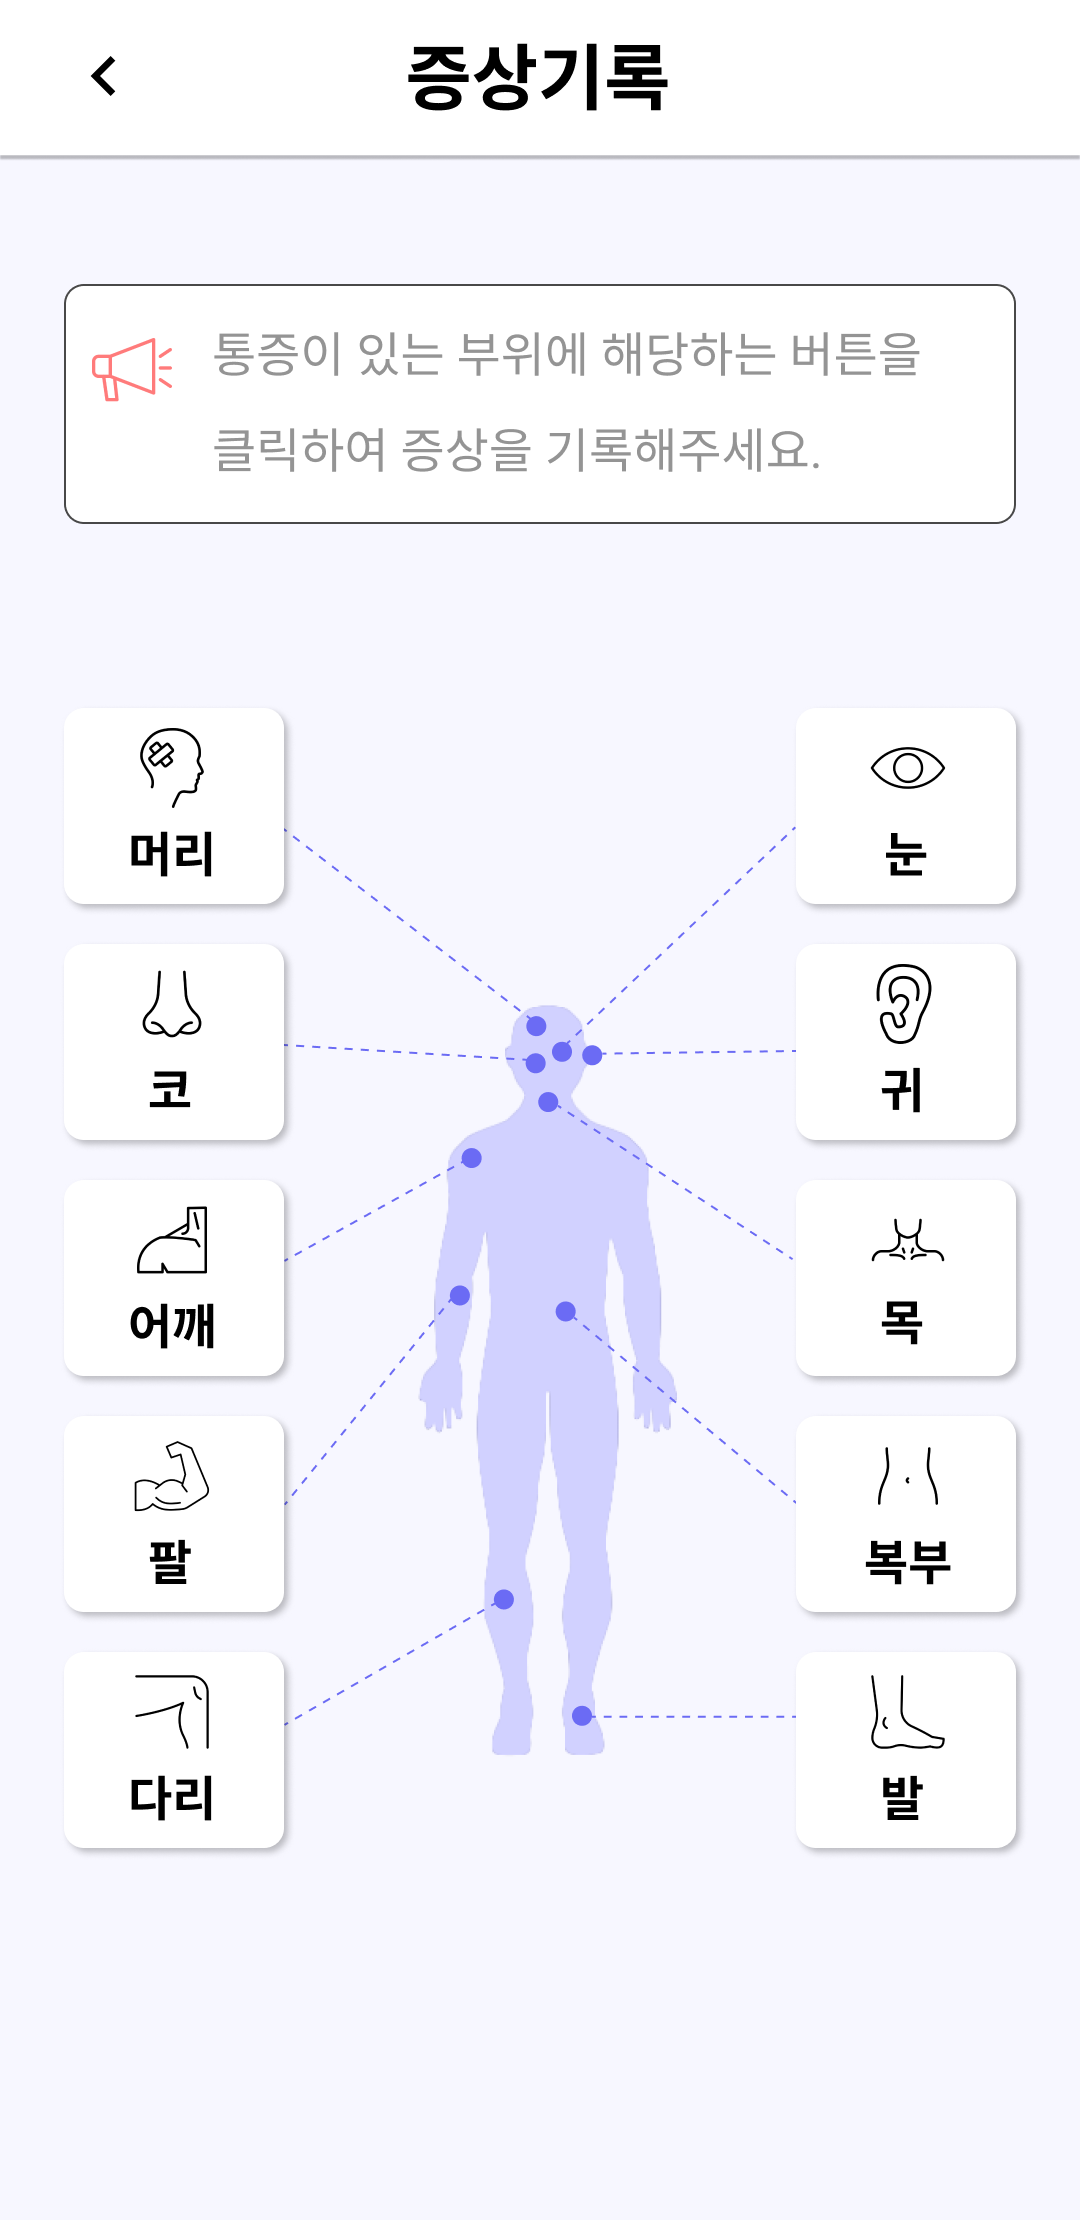 증상기록
통증이 있는 부위에 해당하는 버튼을
클릭하여 증상을 기록해주세요.
머리
눈
코
귀
어깨
목
팔
복부
다리
발